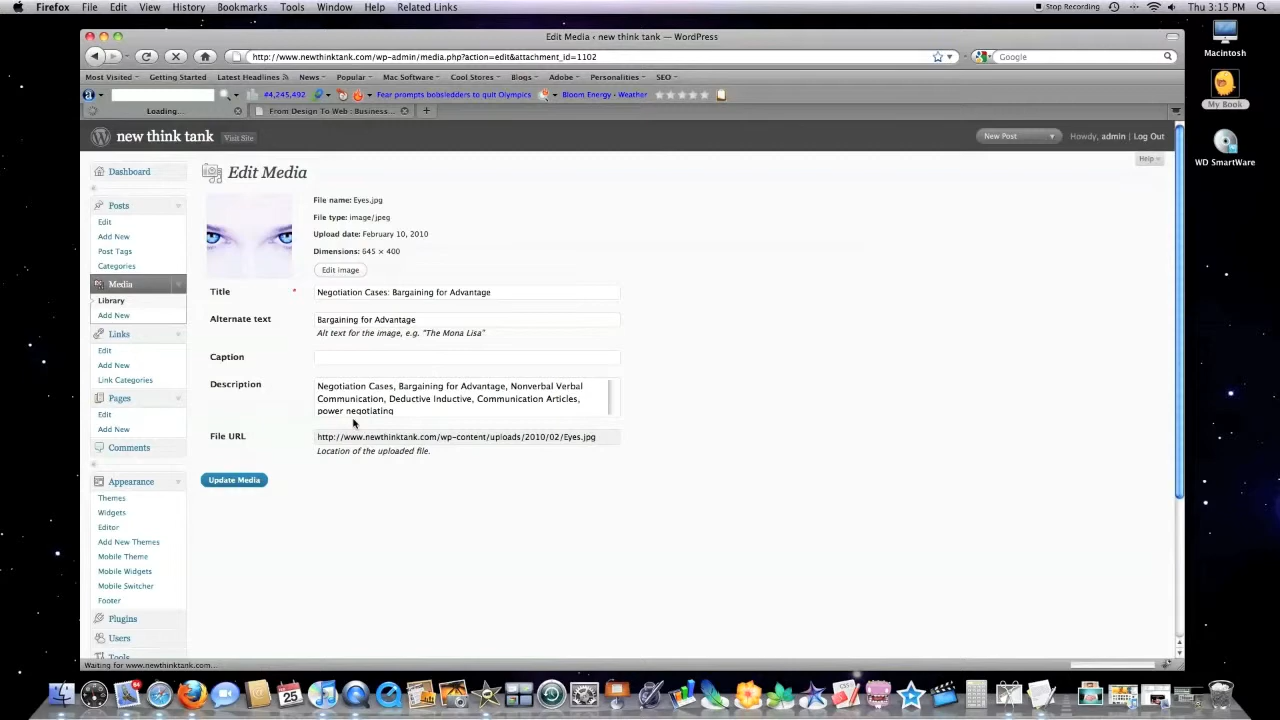 Firefox File Edit View History Bookmarks Tools Window Help Related Links Stop Recording Thu 3:15 PM
Edit Media ‹ new think tank — WordPress
http://www.newthinktank.com/wp-admin/media.php?action=edit&attachment_id=1102 Google
Most Visited Getting Started Latest Headlines News Popular Mac Software Cool Stores Blogs Adobe Personalities SEO
#4,245,492 Fear prompts bobsledders to quit Olympics Bloom Energy - Weather
Loading... From Design To Web : Business...
new think tank Visit Site New Post Howdy, admin | Log Out
Help
Macintosh
My Book
WD SmartWare
Dashboard
Posts
Edit
Add New
Post Tags
Categories
Media
Library
Add New
Links
Edit
Add New
Link Categories
Pages
Edit
Add New
Comments
Appearance
Themes
Widgets
Editor
Add New Themes
Mobile Theme
Mobile Widgets
Mobile Switcher
Footer
Plugins
Users
Tools
Edit Media
File name: Eyes.jpg
File type: image/jpeg
Upload date: February 10, 2010
Dimensions: 645 × 400
Edit image
Title * Negotiation Cases: Bargaining for Advantage
Alternate text Bargaining for Advantage
Alt text for the image, e.g. "The Mona Lisa"
Caption
Description Negotiation Cases, Bargaining for Advantage, Nonverbal Verbal
Communication, Deductive Inductive, Communication Articles,
power negotiating
File URL http://www.newthinktank.com/wp-content/uploads/2010/02/Eyes.jpg
Location of the uploaded file.
Update Media
Waiting for www.newthinktank.com...
25